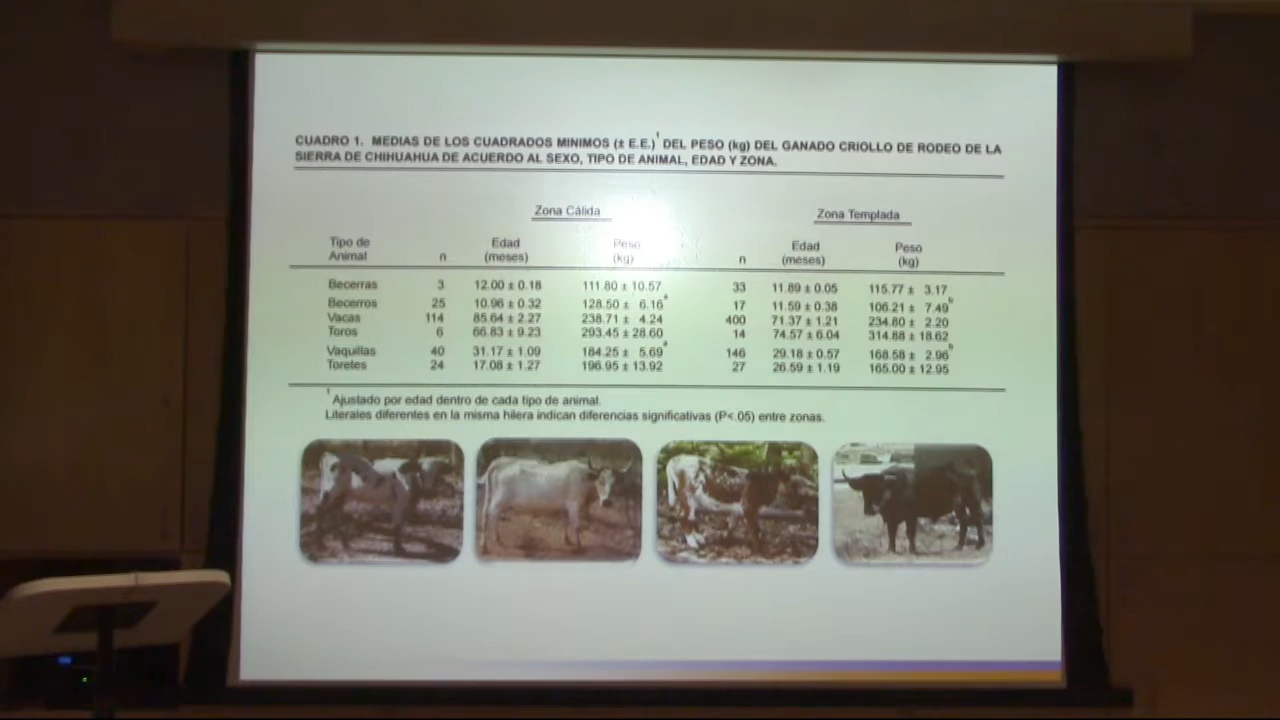 CUADRO 1. MEDIAS DE LOS CUADRADOS MINIMOS (± E.E.)¹ DEL PESO (kg) DEL GANADO CRIOLLO DE RODEO DE LA
SIERRA DE CHIHUAHUA DE ACUERDO AL SEXO, TIPO DE ANIMAL, EDAD Y ZONA.
Zona Cálida Zona Templada
Tipo de Animal n Edad (meses) Peso (kg) n Edad (meses) Peso (kg)
Becerras 3 12.00 ± 0.18 111.80 ± 10.57 33 11.89 ± 0.05 115.77 ± 3.17
Becerros 25 10.96 ± 0.32 128.50 ± 6.16ᵃ 17 11.59 ± 0.38 106.21 ± 7.49ᵇ
Vacas 114 85.64 ± 2.27 238.71 ± 4.24 400 71.37 ± 1.21 234.80 ± 2.20
Toros 6 66.83 ± 9.23 293.45 ± 28.60 14 74.57 ± 6.04 314.88 ± 18.62
Vaquillas 40 31.17 ± 1.09 184.25 ± 5.69ᵃ 146 29.18 ± 0.57 168.58 ± 2.96ᵇ
Toretes 24 17.08 ± 1.27 196.95 ± 13.92 27 26.59 ± 1.19 165.00 ± 12.95
¹ Ajustado por edad dentro de cada tipo de animal.
Literales diferentes en la misma hilera indican diferencias significativas (P<.05) entre zonas.